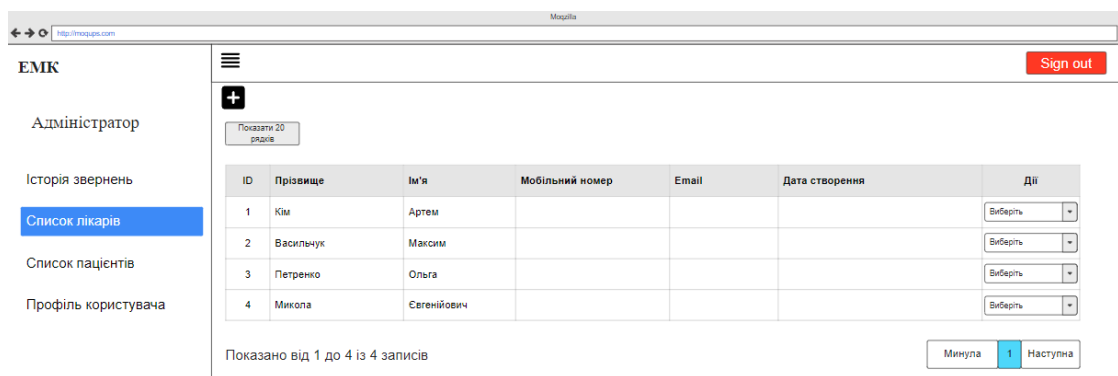 Moqzilla
http://moqups.com
ЕМК
Sign out
Адміністратор
Показати 20
рядків
Історія звернень
Список лікарів
Список пацієнтів
Профіль користувача
ID Прізвище Ім'я Мобільний номер Email Дата створення Дії
1 Кім Артем Виберіть
2 Васильчук Максим Виберіть
3 Петренко Ольга Виберіть
4 Микола Євгенійович Виберіть
Показано від 1 до 4 із 4 записів
Минула 1 Наступна